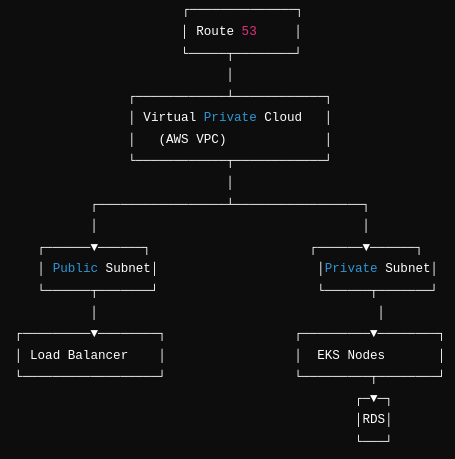 Route 53
Virtual Private Cloud
(AWS VPC)
Public Subnet
Private Subnet
Load Balancer
EKS Nodes
RDS